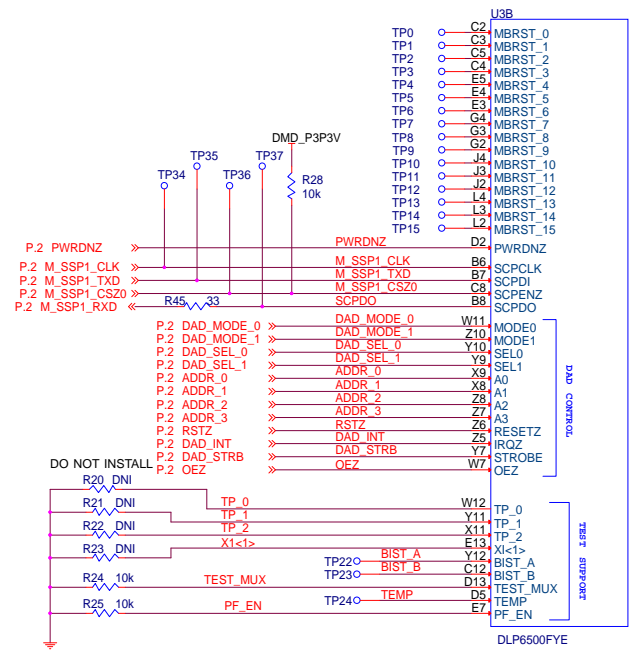 U3B
TP0 C2 MBRST_0
TP1 C3 MBRST_1
TP2 C5 MBRST_2
TP3 C4 MBRST_3
TP4 E5 MBRST_4
TP5 E4 MBRST_5
TP6 E3 MBRST_6
TP7 G4 MBRST_7
TP8 G3 MBRST_8
TP9 G2 MBRST_9
TP10 J4 MBRST_10
TP11 J3 MBRST_11
TP12 J2 MBRST_12
TP13 L4 MBRST_13
TP14 L3 MBRST_14
TP15 L2 MBRST_15
DMD_P3P3V
TP34 TP35 TP36 TP37
R28
10k
P.2 PWRDNZ PWRDNZ D2 PWRDNZ
P.2 M_SSP1_CLK M_SSP1_CLK B6 SCPCLK
P.2 M_SSP1_TXD M_SSP1_TXD B7 SCPDI
P.2 M_SSP1_CSZ0 M_SSP1_CSZ0 C8 SCPENZ
P.2 M_SSP1_RXD R45 33 SCPDO B8 SCPDO
P.2 DAD_MODE_0 DAD_MODE_0 W11 MODE0
P.2 DAD_MODE_1 DAD_MODE_1 Z10 MODE1
P.2 DAD_SEL_0 DAD_SEL_0 Y10 SEL0
P.2 DAD_SEL_1 DAD_SEL_1 Y9 SEL1
P.2 ADDR_0 ADDR_0 X9 A0
P.2 ADDR_1 ADDR_1 X8 A1
P.2 ADDR_2 ADDR_2 Z8 A2
P.2 ADDR_3 ADDR_3 Z7 A3
P.2 RSTZ RSTZ Z6 RESETZ
P.2 DAD_INT DAD_INT Z5 IRQZ
P.2 DAD_STRB DAD_STRB Y7 STROBE
P.2 OEZ OEZ W7 OEZ
DAD CONTROL
DO NOT INSTALL
R20 DNI TP_0 W12 TP_0
R21 DNI TP_1 Y11 TP_1
R22 DNI TP_2 X11 TP_2
R23 DNI X1<1> E13 XI<1>
TP22 BIST_A Y12 BIST_A
TP23 BIST_B C12 BIST_B
R24 10k TEST_MUX D13 TEST_MUX
TP24 TEMP D5 TEMP
R25 10k PF_EN E7 PF_EN
TEST SUPPORT
DLP6500FYE